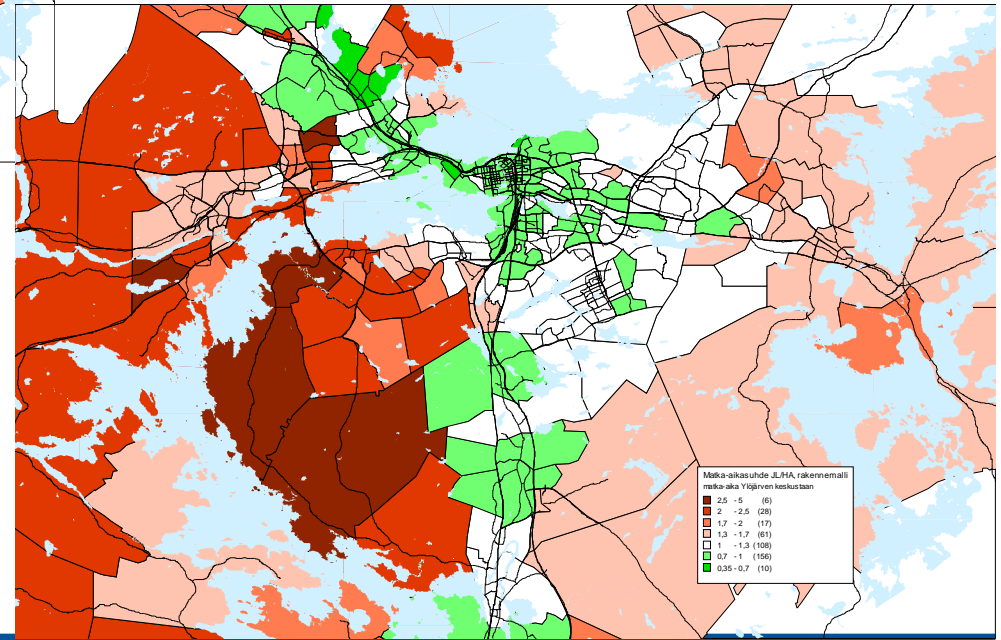 Matka-aikasuhde JL/HA, rakennemalli
matka-aika Ylöjärven keskustaan
2,5 - 5 (6)
2 - 2,5 (28)
1,7 - 2 (17)
1,3 - 1,7 (61)
1 - 1,3 (108)
0,7 - 1 (156)
0,35 - 0,7 (10)